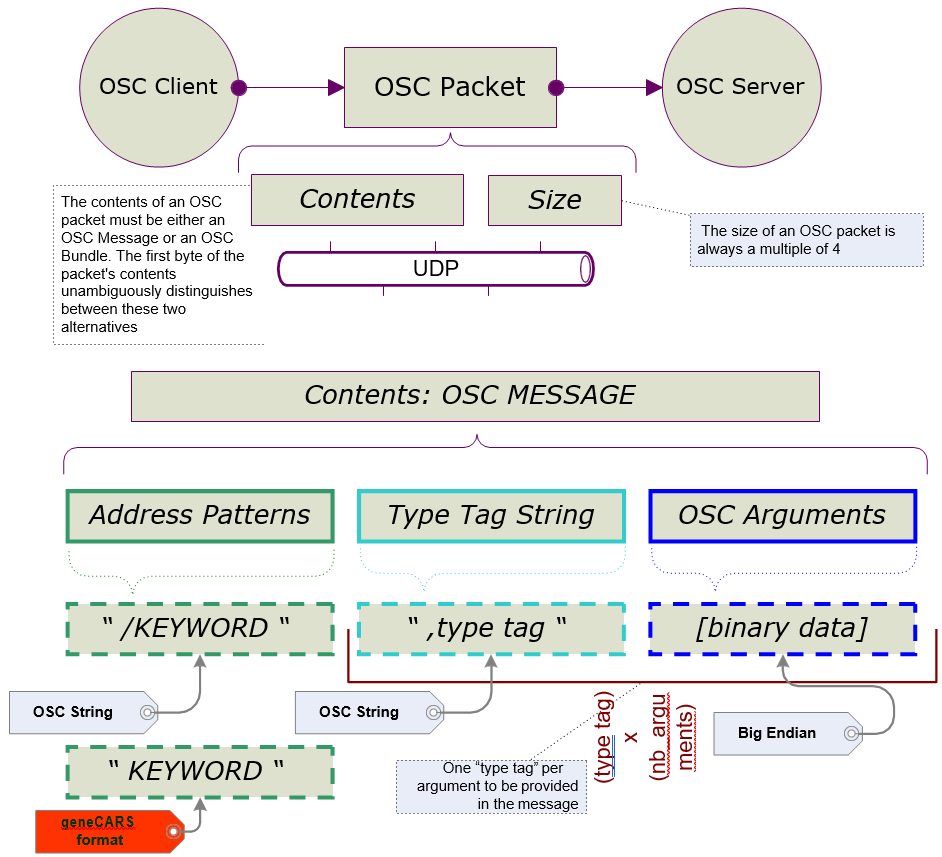 OSC Client
OSC Packet
OSC Server
Contents
Size
The contents of an OSC
packet must be either an
OSC Message or an OSC
Bundle. The first byte of the
packet's contents
unambiguously distinguishes
between these two
alternatives
The size of an OSC packet is
always a multiple of 4
UDP
Contents: OSC MESSAGE
Address Patterns
Type Tag String
OSC Arguments
“ /KEYWORD “
“ ,type tag “
[binary data]
OSC String
OSC String
(type tag)
x
(nb argu
ments)
Big Endian
“ KEYWORD “
One “type tag” per
argument to be provided
in the message
geneCARS
format